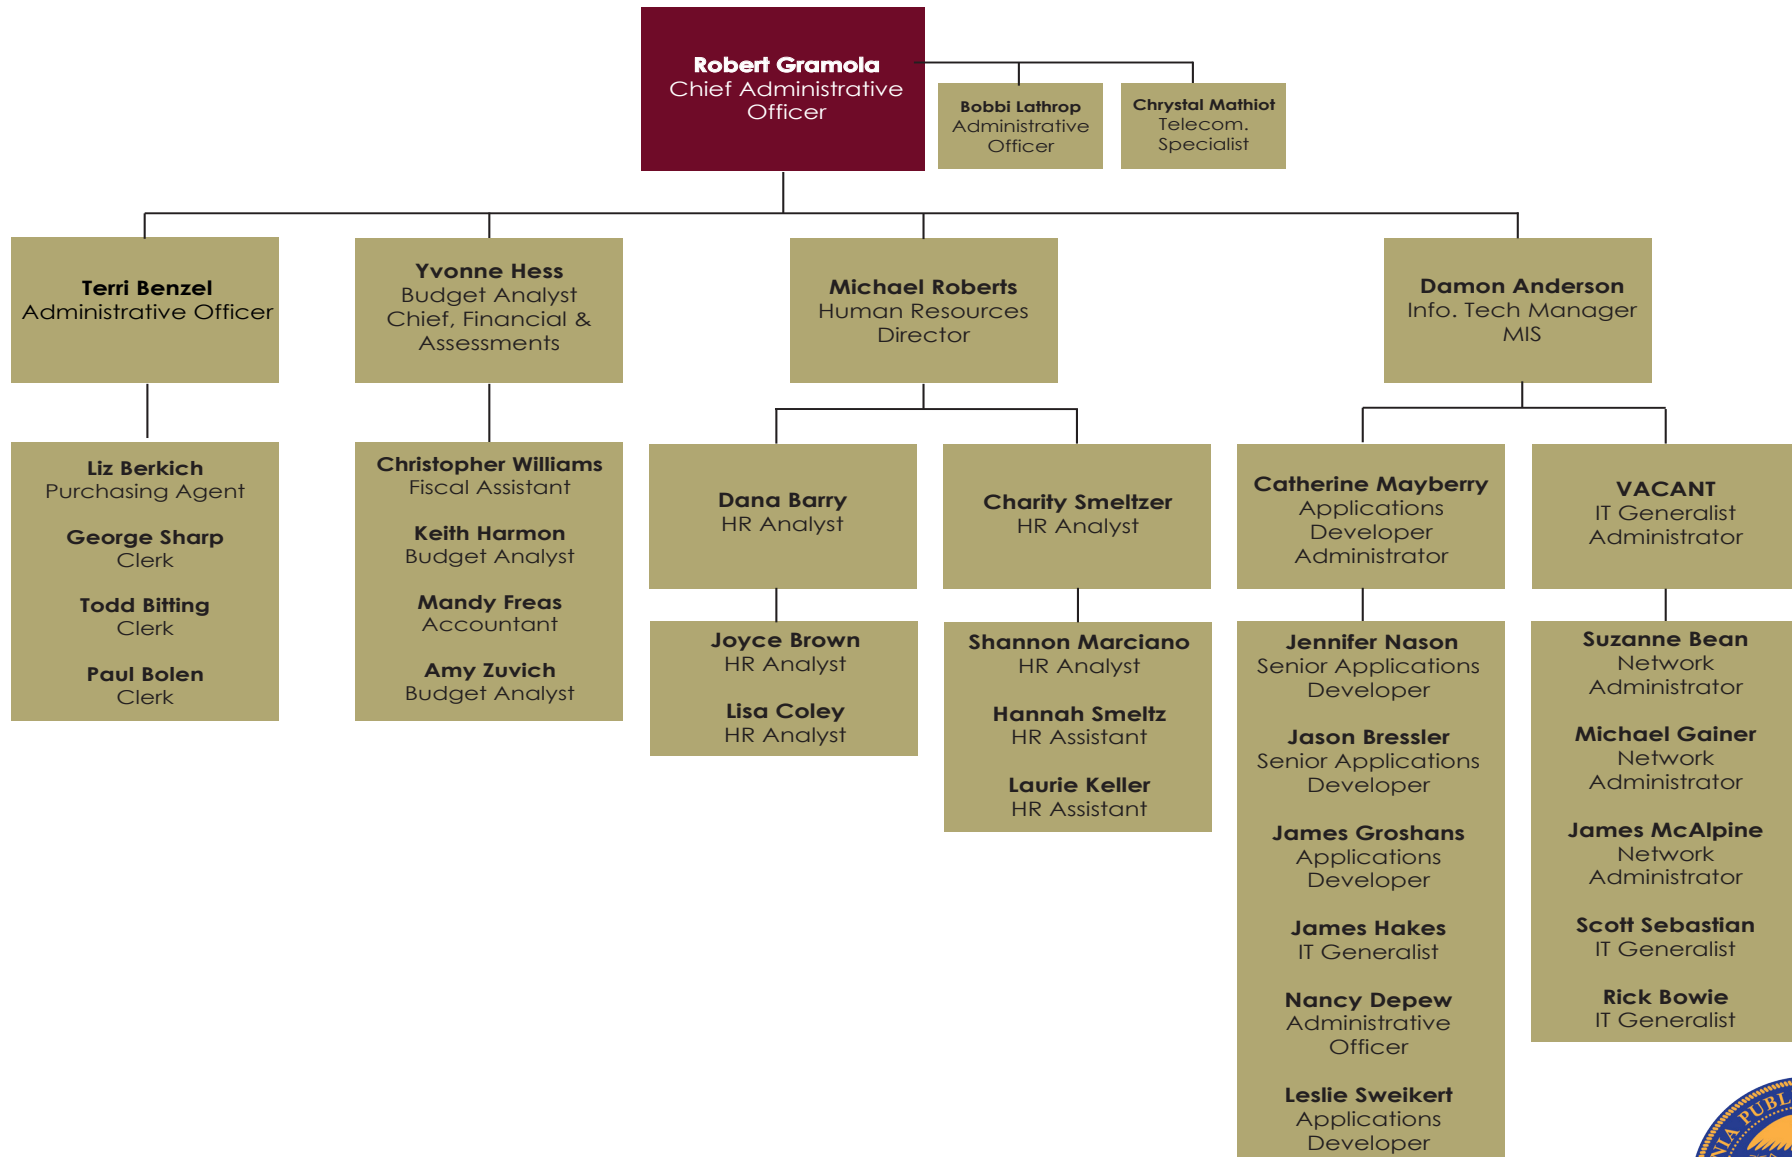 Robert Gramola
Chief Administrative
Officer
Bobbi Lathrop
Administrative
Officer
Chrystal Mathiot
Telecom.
Specialist
Terri Benzel
Administrative Officer
Yvonne Hess
Budget Analyst
Chief, Financial &
Assessments
Michael Roberts
Human Resources
Director
Damon Anderson
Info. Tech Manager
MIS
Liz Berkich
Purchasing Agent
George Sharp
Clerk
Todd Bitting
Clerk
Paul Bolen
Clerk
Christopher Williams
Fiscal Assistant
Keith Harmon
Budget Analyst
Mandy Freas
Accountant
Amy Zuvich
Budget Analyst
Dana Barry
HR Analyst
Joyce Brown
HR Analyst
Lisa Coley
HR Analyst
Charity Smeltzer
HR Analyst
Shannon Marciano
HR Analyst
Hannah Smeltz
HR Assistant
Laurie Keller
HR Assistant
Catherine Mayberry
Applications
Developer
Administrator
Jennifer Nason
Senior Applications
Developer
Jason Bressler
Senior Applications
Developer
James Groshans
Applications
Developer
James Hakes
IT Generalist
Nancy Depew
Administrative
Officer
Leslie Sweikert
Applications
Developer
VACANT
IT Generalist
Administrator
Suzanne Bean
Network
Administrator
Michael Gainer
Network
Administrator
James McAlpine
Network
Administrator
Scott Sebastian
IT Generalist
Rick Bowie
IT Generalist
NIA PUBL